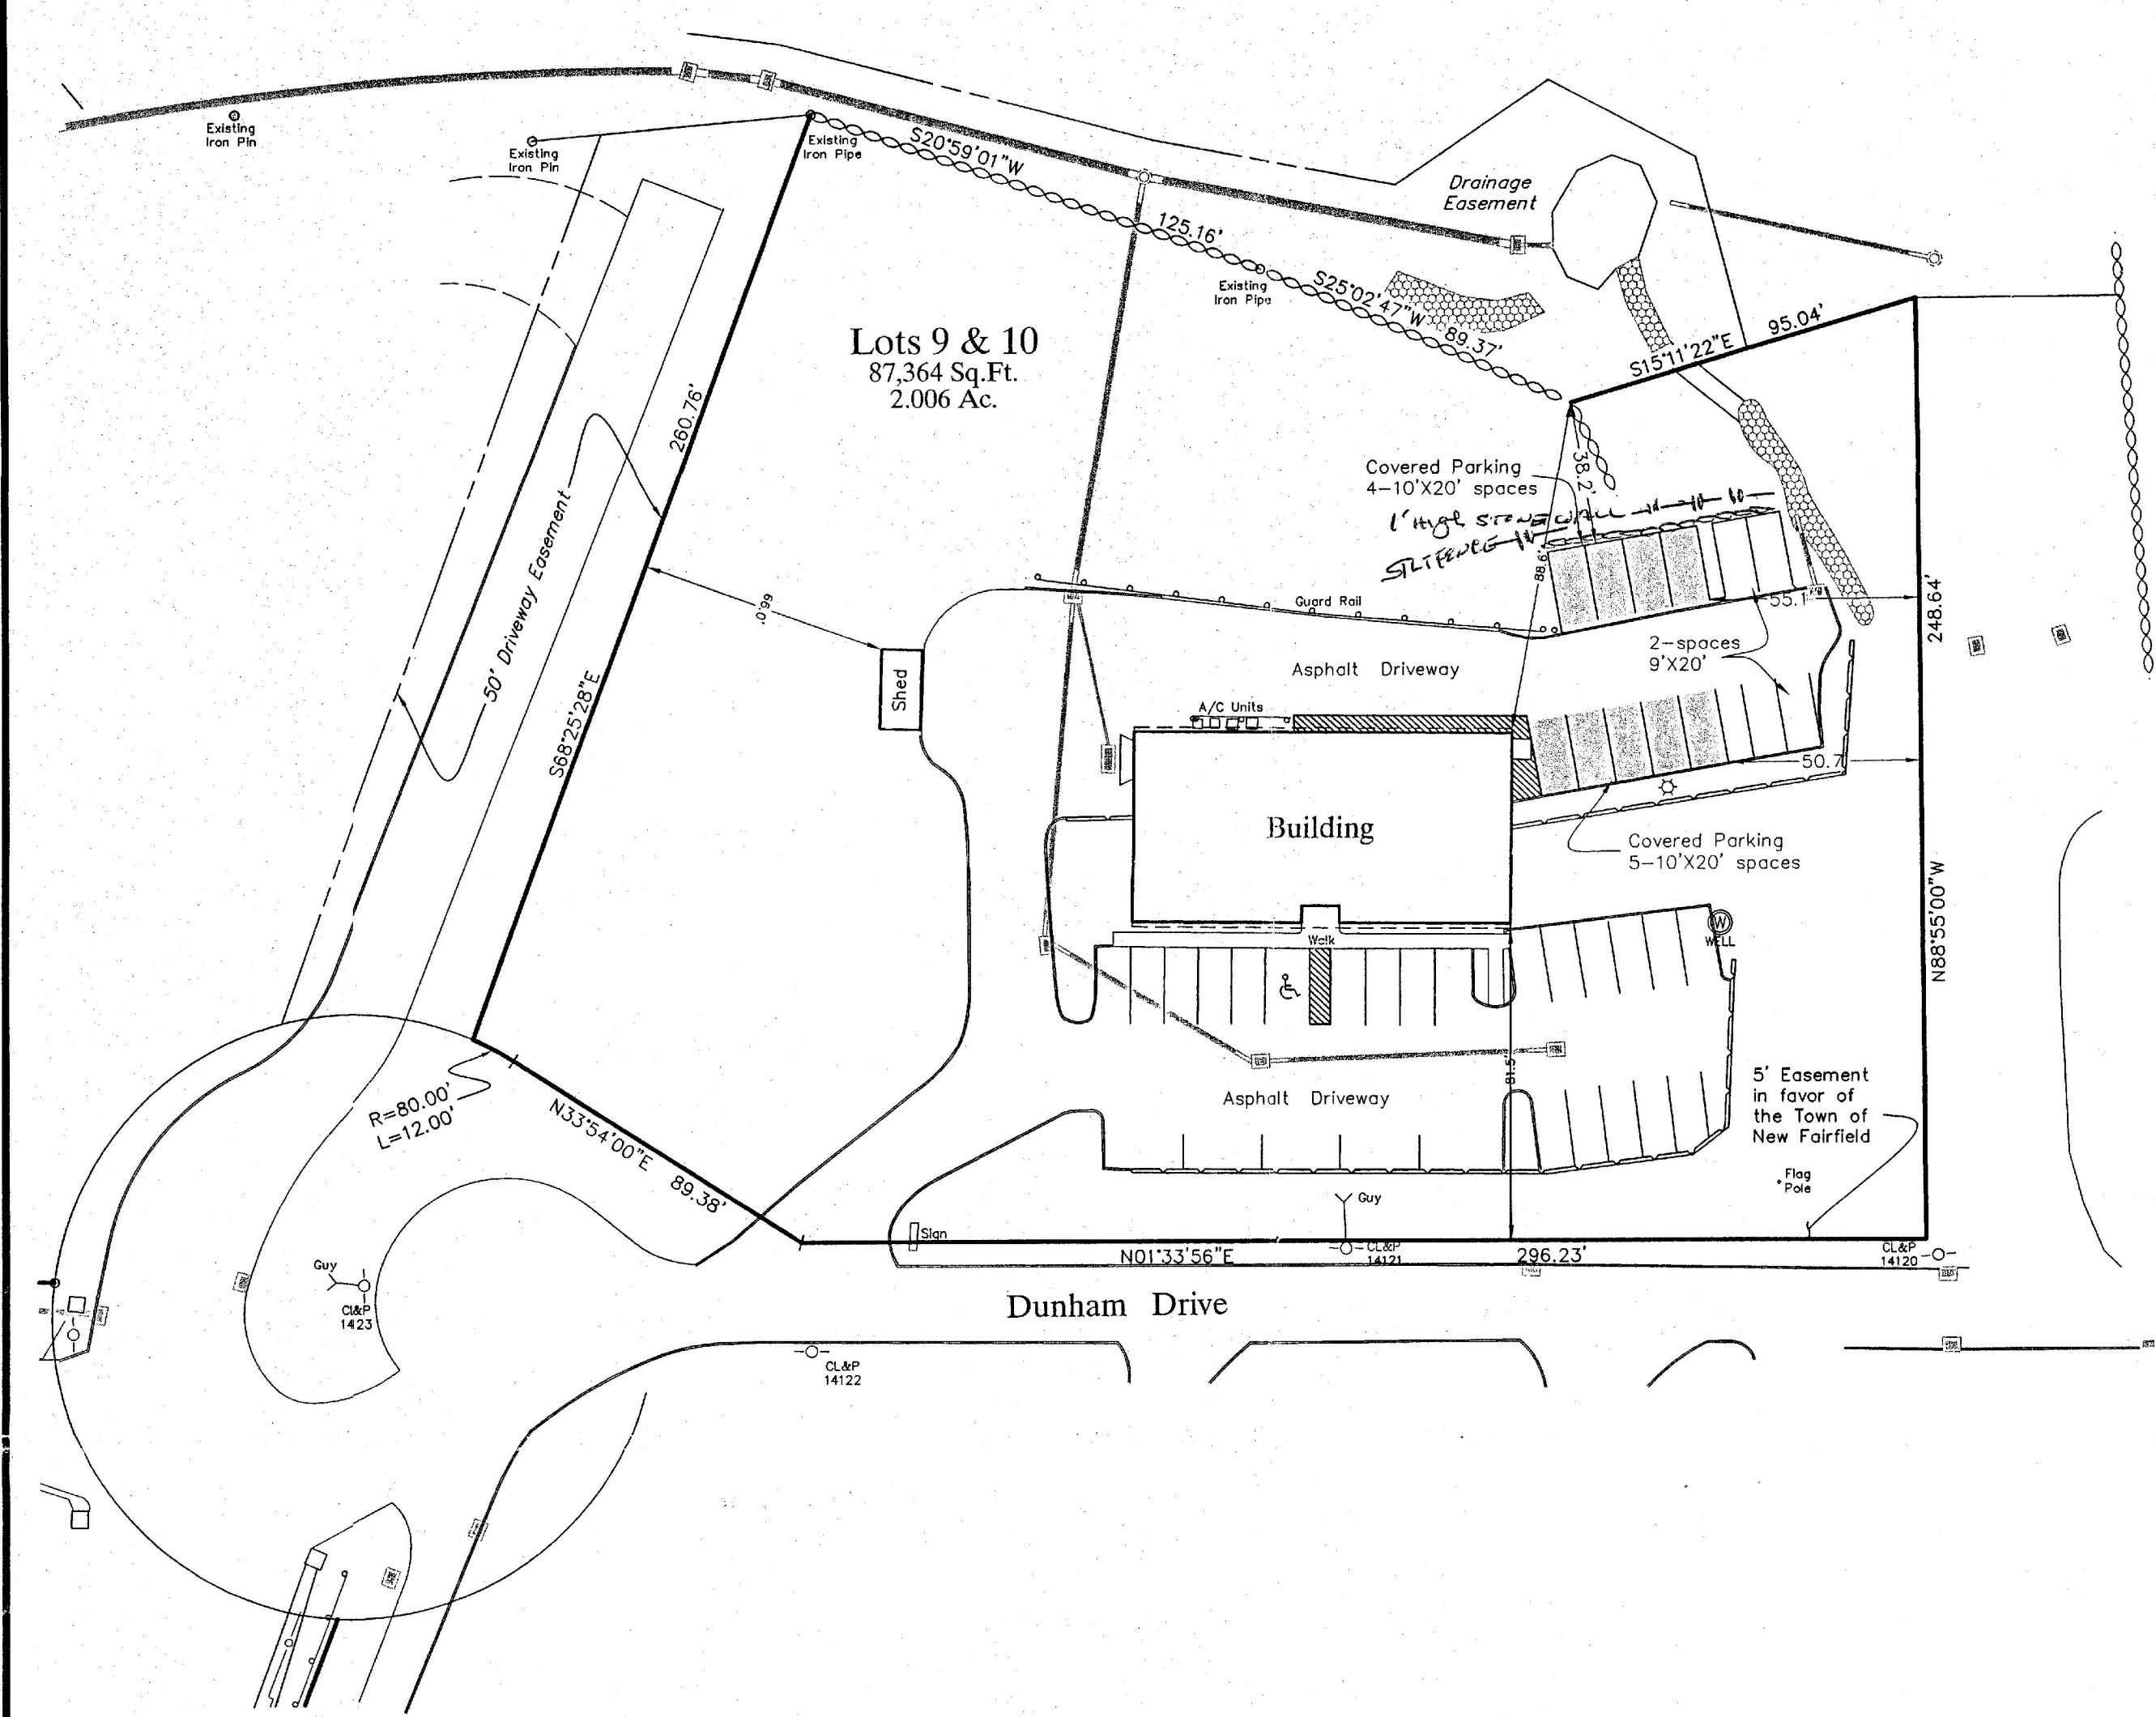 Existing
Iron Pin
Existing
Iron Pin
Existing
Iron Pipe
S20°59'01"W
125.16'
Existing
Iron Pipe
S25°02'47"W
89.37'
Drainage
Easement
S15°11'22"E
95.04'
Lots 9 & 10
87,364 Sq.Ft.
2.006 Ac.
260.76'
S68°25'28"E
50' Driveway Easement
66.0'
Shed
Covered Parking
4-10'X20' spaces
38.2'
1' High STONE WALL
SILTFENCE
88.6'
Guard Rail
55.1
2-spaces
9'X20'
248.64'
N88°55'00"W
Asphalt Driveway
A/C Units
50.7
Building
Covered Parking
5-10'X20' spaces
Walk
W
WELL
81.5'
Asphalt Driveway
5' Easement
in favor of
the Town of
New Fairfield
Flag
Pole
R=80.00'
L=12.00'
N33°54'00"E
89.38'
Guy
Sign
N01°33'56"E
CL&P
14121
296.23'
CL&P
14120
Guy
CL&P
1423
Dunham Drive
CL&P
14122